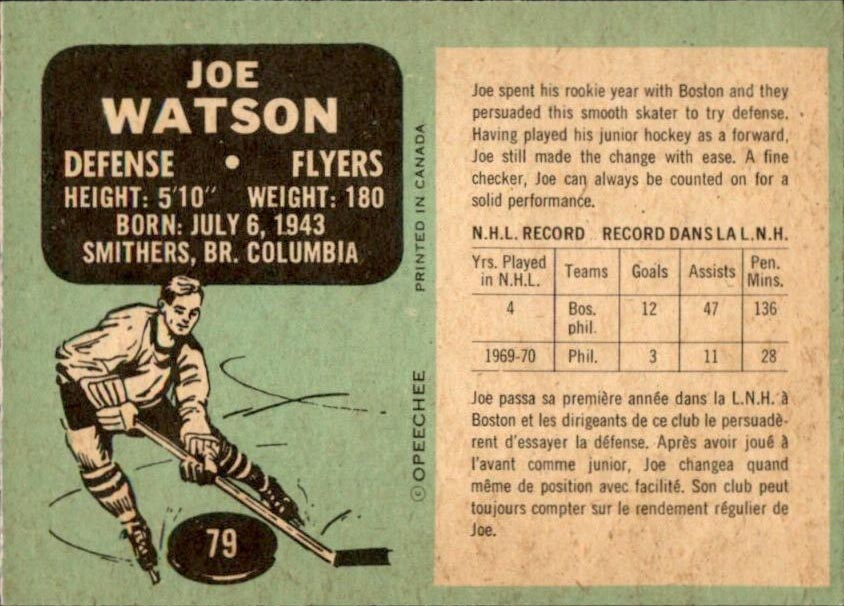 JOE
WATSON
DEFENSE • FLYERS
HEIGHT: 5'10" WEIGHT: 180
BORN: JULY 6, 1943
SMITHERS, BR. COLUMBIA
79
©OPEECHEE PRINTED IN CANADA
Joe spent his rookie year with Boston and they
persuaded this smooth skater to try defense.
Having played his junior hockey as a forward,
Joe still made the change with ease. A fine
checker, Joe can always be counted on for a
solid performance.
N.H.L. RECORD RECORD DANS LA L.N.H.
Yrs. Played in N.H.L. Teams Goals Assists Pen. Mins.
4 Bos. phil. 12 47 136
1969-70 Phil. 3 11 28
Joe passa sa première année dans la L.N.H. à
Boston et les dirigeants de ce club le persuadè-
rent d'essayer la défense. Après avoir joué à
l'avant comme junior, Joe changea quand
même de position avec facilité. Son club peut
toujours compter sur le rendement régulier de
Joe.